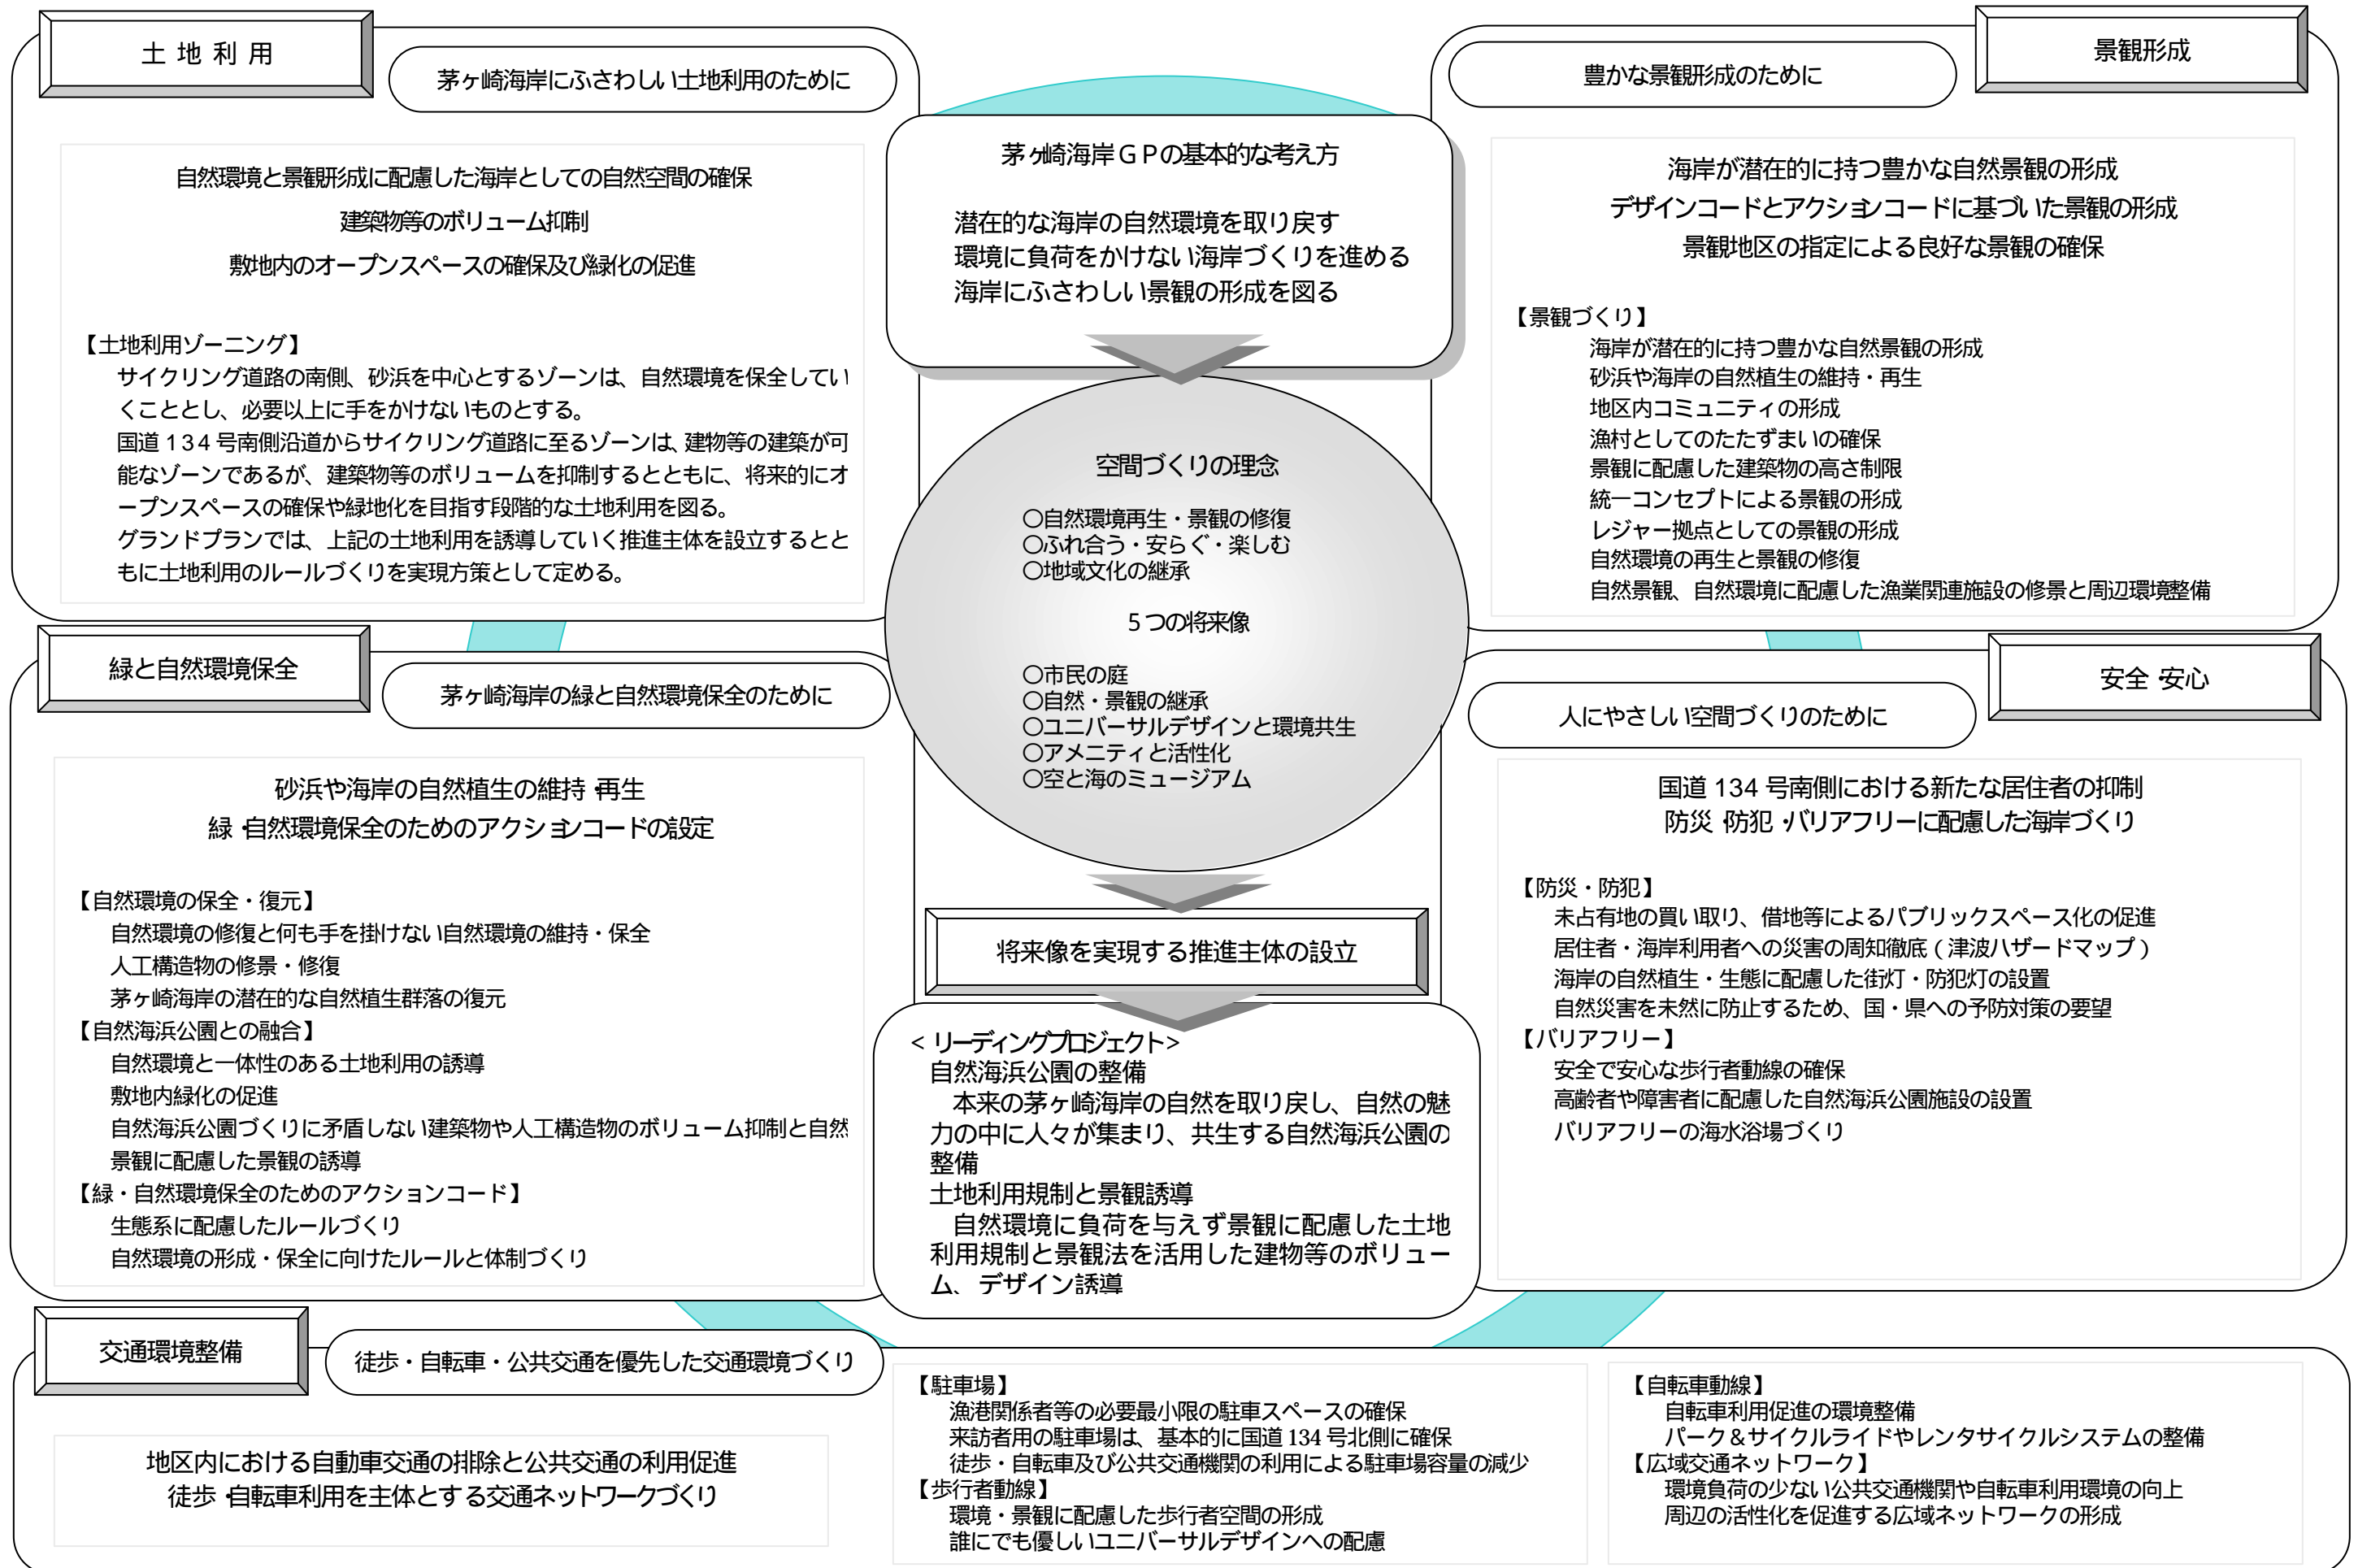 土 地 利 用
茅ヶ崎海岸にふさわしい土地利用のために
自然環境と景観形成に配慮した海岸としての自然空間の確保
建築物等のボリューム抑制
敷地内のオープンスペースの確保及び緑化の促進
【土地利用ゾーニング】
サイクリング道路の南側、砂浜を中心とするゾーンは、自然環境を保全してい
くこととし、必要以上に手をかけないものとする。
国道134号南側沿道からサイクリング道路に至るゾーンは、建物等の建築が可
能なゾーンであるが、建築物等のボリュームを抑制するとともに、将来的にオ
ープンスペースの確保や緑地化を目指す段階的な土地利用を図る。
グランドプランでは、上記の土地利用を誘導していく推進主体を設立するとと
もに土地利用のルールづくりを実現方策として定める。
茅ヶ崎海岸GPの基本的な考え方
潜在的な海岸の自然環境を取り戻す
環境に負荷をかけない海岸づくりを進める
海岸にふさわしい景観の形成を図る
景観形成
豊かな景観形成のために
海岸が潜在的に持つ豊かな自然景観の形成
デザインコードとアクションコードに基づいた景観の形成
景観地区の指定による良好な景観の確保
【景観づくり】
海岸が潜在的に持つ豊かな自然景観の形成
砂浜や海岸の自然植生の維持・再生
地区内コミュニティの形成
漁村としてのたたずまいの確保
景観に配慮した建築物の高さ制限
統一コンセプトによる景観の形成
レジャー拠点としての景観の形成
自然環境の再生と景観の修復
自然景観、自然環境に配慮した漁業関連施設の修景と周辺環境整備
空間づくりの理念
○自然環境再生・景観の修復
○ふれ合う・安らぐ・楽しむ
○地域文化の継承
5つの将来像
○市民の庭
○自然・景観の継承
○ユニバーサルデザインと環境共生
○アメニティと活性化
○空と海のミュージアム
緑と自然環境保全
茅ヶ崎海岸の緑と自然環境保全のために
砂浜や海岸の自然植生の維持・再生
緑・自然環境保全のためのアクションコードの設定
【自然環境の保全・復元】
自然環境の修復と何も手を掛けない自然環境の維持・保全
人工構造物の修景・修復
茅ヶ崎海岸の潜在的な自然植生群落の復元
【自然海浜公園との融合】
自然環境と一体性のある土地利用の誘導
敷地内緑化の促進
自然海浜公園づくりに矛盾しない建築物や人工構造物のボリューム抑制と自然
景観に配慮した景観の誘導
【緑・自然環境保全のためのアクションコード】
生態系に配慮したルールづくり
自然環境の形成・保全に向けたルールと体制づくり
将来像を実現する推進主体の設立
<リーディングプロジェクト>
自然海浜公園の整備
本来の茅ヶ崎海岸の自然を取り戻し、自然の魅
力の中に人々が集まり、共生する自然海浜公園の
整備
土地利用規制と景観誘導
自然環境に負荷を与えず景観に配慮した土地
利用規制と景観法を活用した建物等のボリュー
ム、デザイン誘導
安全・安心
人にやさしい空間づくりのために
国道134号南側における新たな居住者の抑制
防災・防犯・バリアフリーに配慮した海岸づくり
【防災・防犯】
未占有地の買い取り、借地等によるパブリックスペース化の促進
居住者・海岸利用者への災害の周知徹底(津波ハザードマップ)
海岸の自然植生・生態に配慮した街灯・防犯灯の設置
自然災害を未然に防止するため、国・県への予防対策の要望
【バリアフリー】
安全で安心な歩行者動線の確保
高齢者や障害者に配慮した自然海浜公園施設の設置
バリアフリーの海水浴場づくり
交通環境整備
徒歩・自転車・公共交通を優先した交通環境づくり
地区内における自動車交通の排除と公共交通の利用促進
徒歩・自転車利用を主体とする交通ネットワークづくり
【駐車場】
漁港関係者等の必要最小限の駐車スペースの確保
来訪者用の駐車場は、基本的に国道134号北側に確保
徒歩・自転車及び公共交通機関の利用による駐車場容量の減少
【歩行者動線】
環境・景観に配慮した歩行者空間の形成
誰にでも優しいユニバーサルデザインへの配慮
【自転車動線】
自転車利用促進の環境整備
パーク&サイクルライドやレンタサイクルシステムの整備
【広域交通ネットワーク】
環境負荷の少ない公共交通機関や自転車利用環境の向上
周辺の活性化を促進する広域ネットワークの形成